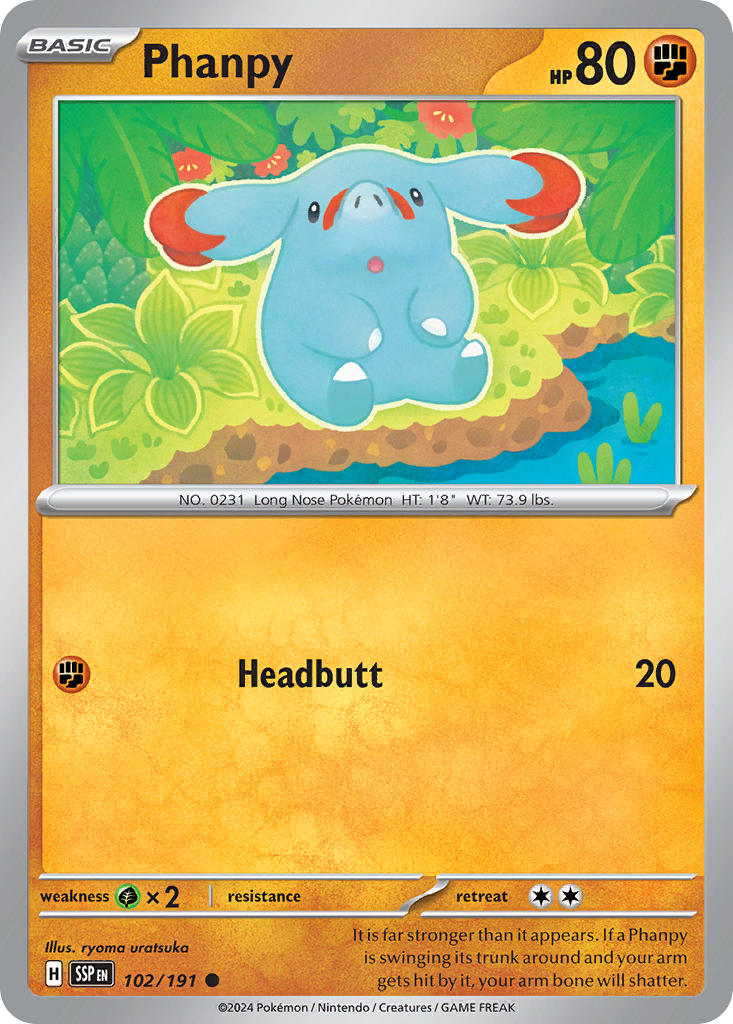 BASIC
Phanpy
HP 80
NO. 0231 Long Nose Pokémon HT: 1'8" WT: 73.9 lbs.
Headbutt 20
weakness ×2 resistance retreat
Illus. ryoma uratsuka
It is far stronger than it appears. If a Phanpy
is swinging its trunk around and your arm
gets hit by it, your arm bone will shatter.
H SSP EN 102/191
©2024 Pokémon / Nintendo / Creatures / GAME FREAK